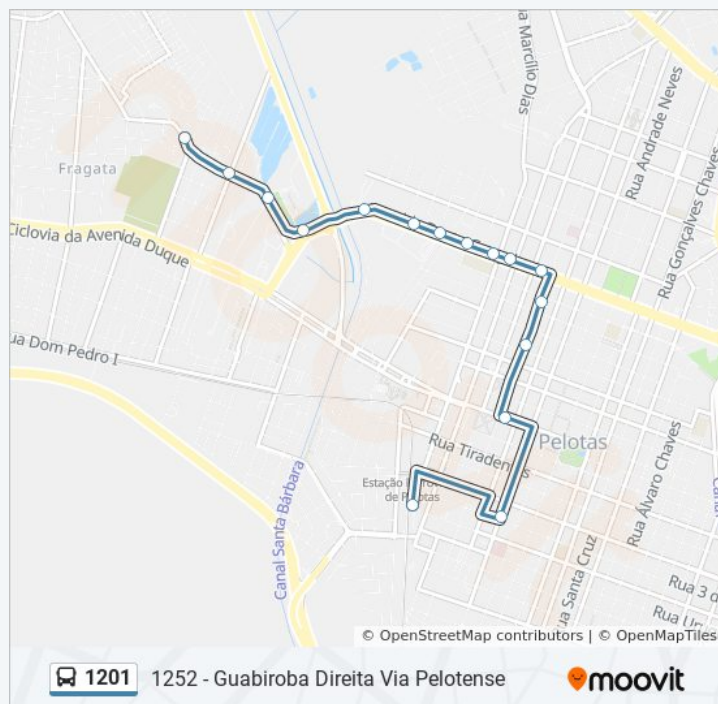 Rua Marcílio Dias
Rua Andrade Neves
Rua Gonçalves Chaves
Fragata
Ciclovia da Avenida Duque
Rua Dom Pedro I
Pelotas
Rua Tiradentes
Rua Álvaro Chaves
Canal Santa Bárbara
Rua Santa Cruz
Rua 3 d
© OpenStreetMap contributors | © OpenMapTiles
1201
1252 - Guabiroba Direita Via Pelotense
moovit